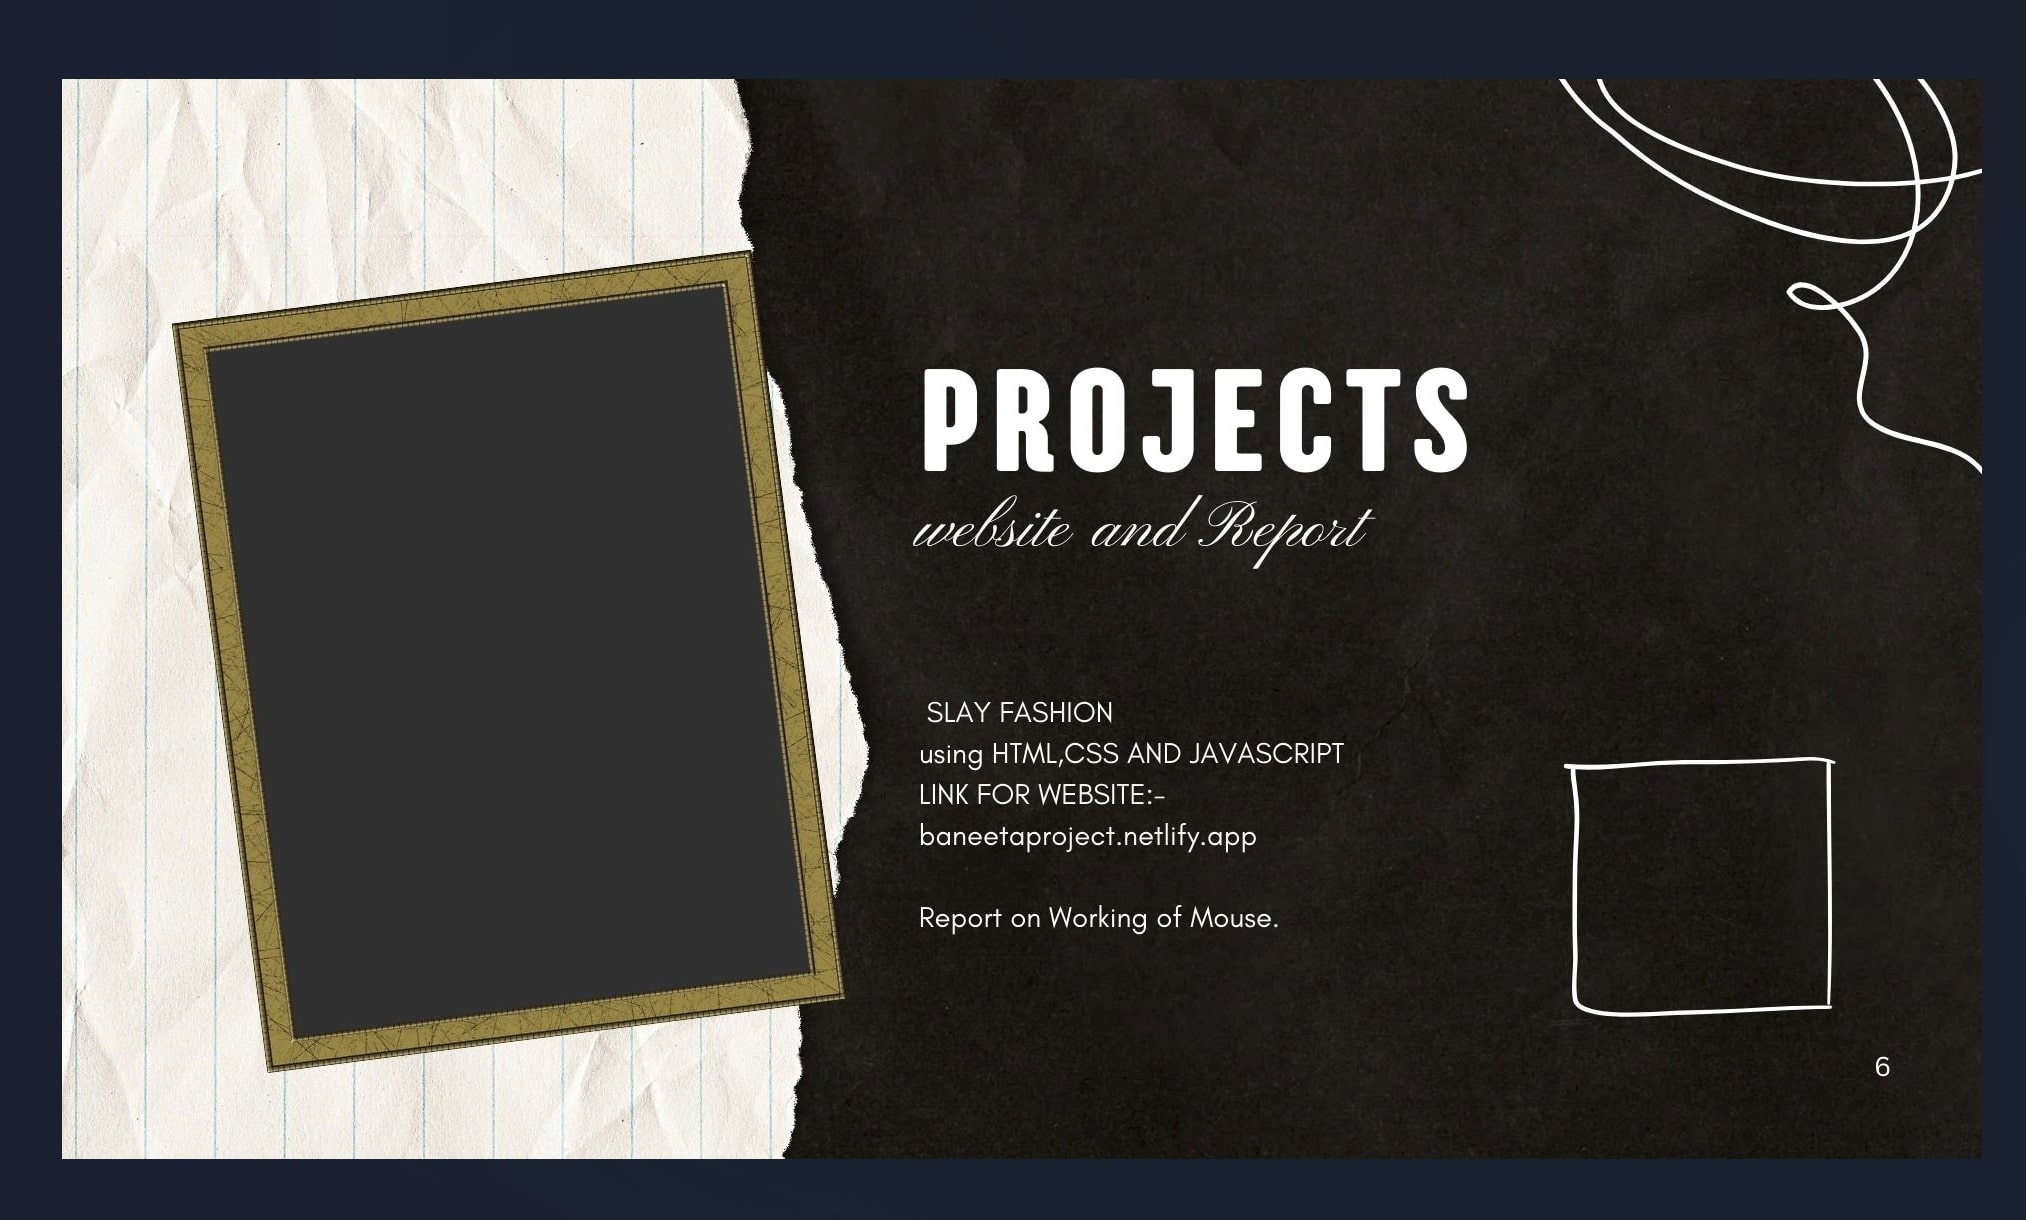 PROJECTS
website and Report
SLAY FASHION
using HTML,CSS AND JAVASCRIPT
LINK FOR WEBSITE:-
baneetaproject.netlify.app
Report on Working of Mouse.
6